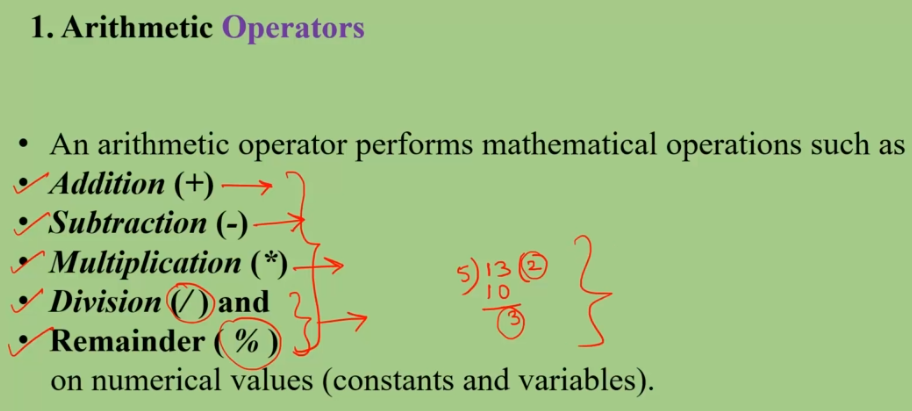 1. Arithmetic Operators
• An arithmetic operator performs mathematical operations such as
• Addition (+)
• Subtraction (-)
• Multiplication (*)
• Division (/) and
• Remainder ( % )
on numerical values (constants and variables).
5)13(2
10
3